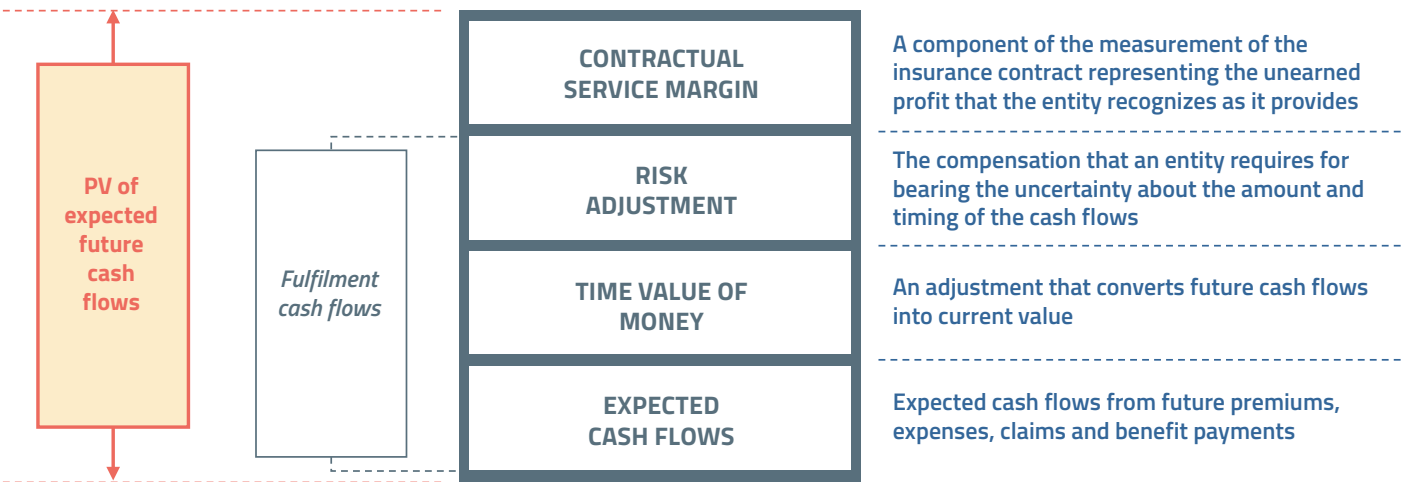 PV of
expected
future
cash
flows
Fulfilment
cash flows
CONTRACTUAL
SERVICE MARGIN
A component of the measurement of the
insurance contract representing the unearned
profit that the entity recognizes as it provides
RISK
ADJUSTMENT
The compensation that an entity requires for
bearing the uncertainty about the amount and
timing of the cash flows
TIME VALUE OF
MONEY
An adjustment that converts future cash flows
into current value
EXPECTED
CASH FLOWS
Expected cash flows from future premiums,
expenses, claims and benefit payments